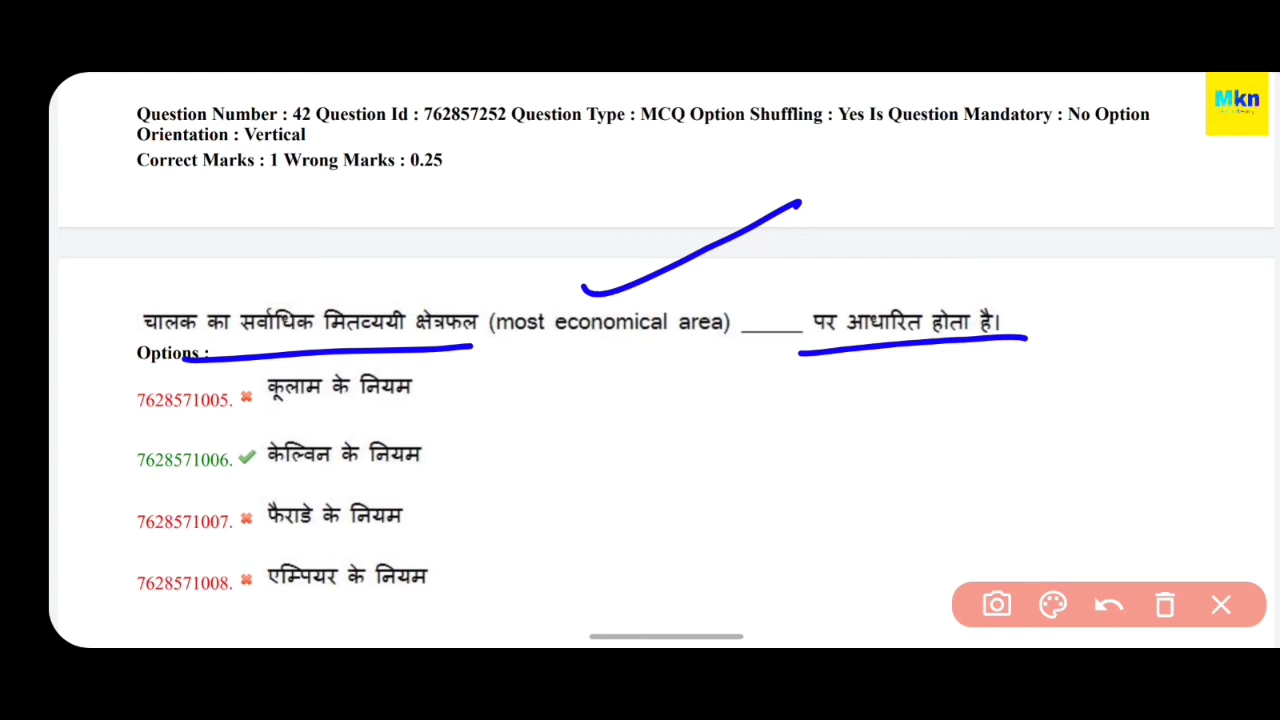 Mkn
Question Number : 42 Question Id : 762857252 Question Type : MCQ Option Shuffling : Yes Is Question Mandatory : No Option
Orientation : Vertical
Correct Marks : 1 Wrong Marks : 0.25
चालक का सर्वाधिक मितव्ययी क्षेत्रफल (most economical area) _____ पर आधारित होता है।
Options :
7628571005. कूलाम के नियम
7628571006. केल्विन के नियम
7628571007. फैराडे के नियम
7628571008. एम्पियर के नियम